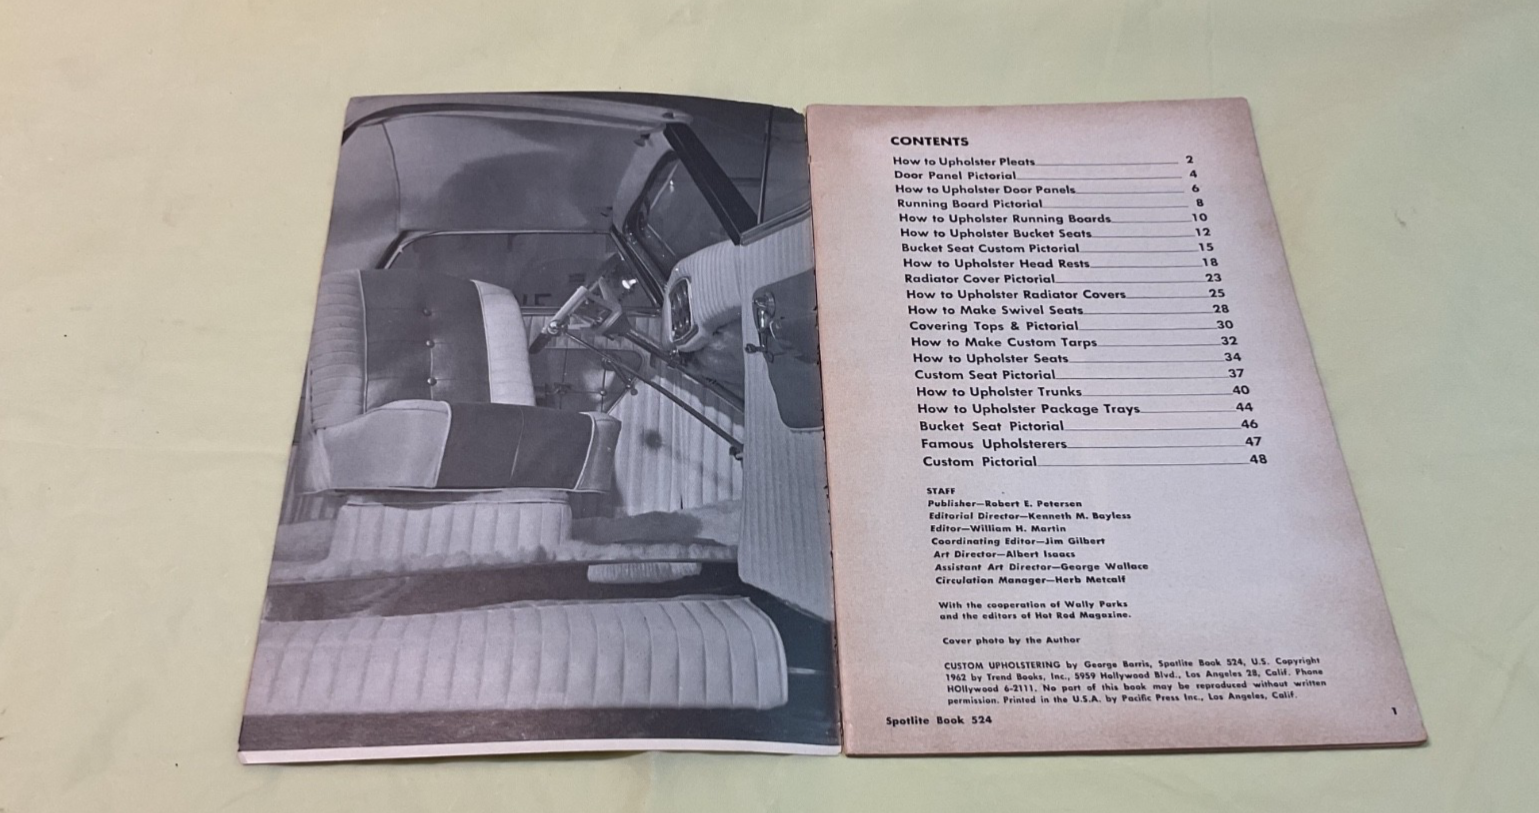 CONTENTS
How to Upholster Pleats 2
Door Panel Pictorial 4
How to Upholster Door Panels 6
Running Board Pictorial 8
How to Upholster Running Boards 10
How to Upholster Bucket Seats 12
Bucket Seat Custom Pictorial 15
How to Upholster Head Rests 18
Radiator Cover Pictorial 23
How to Upholster Radiator Covers 25
How to Make Swivel Seats 28
Covering Tops & Pictorial 30
How to Make Custom Tarps 32
How to Upholster Seats 34
Custom Seat Pictorial 37
How to Upholster Trunks 40
How to Upholster Package Trays 44
Bucket Seat Pictorial 46
Famous Upholsterers 47
Custom Pictorial 48
STAFF
Publisher—Robert E. Petersen
Editorial Director—Kenneth M. Bayless
Editor—William H. Martin
Coordinating Editor—Jim Gilbert
Art Director—Albert Isaacs
Assistant Art Director—George Wallace
Circulation Manager—Herb Metcalf
With the cooperation of Wally Parks
and the editors of Hot Rod Magazine.
Cover photo by the Author
CUSTOM UPHOLSTERING by George Barris, Spotlite Book 524, U.S. Copyright
1962 by Trend Books, Inc., 5959 Hollywood Blvd., Los Angeles 28, Calif. Phone
HOllywood 6-2111. No part of this book may be reproduced without written
permission. Printed in the U.S.A. by Pacific Press Inc., Los Angeles, Calif.
Spotlite Book 524
1